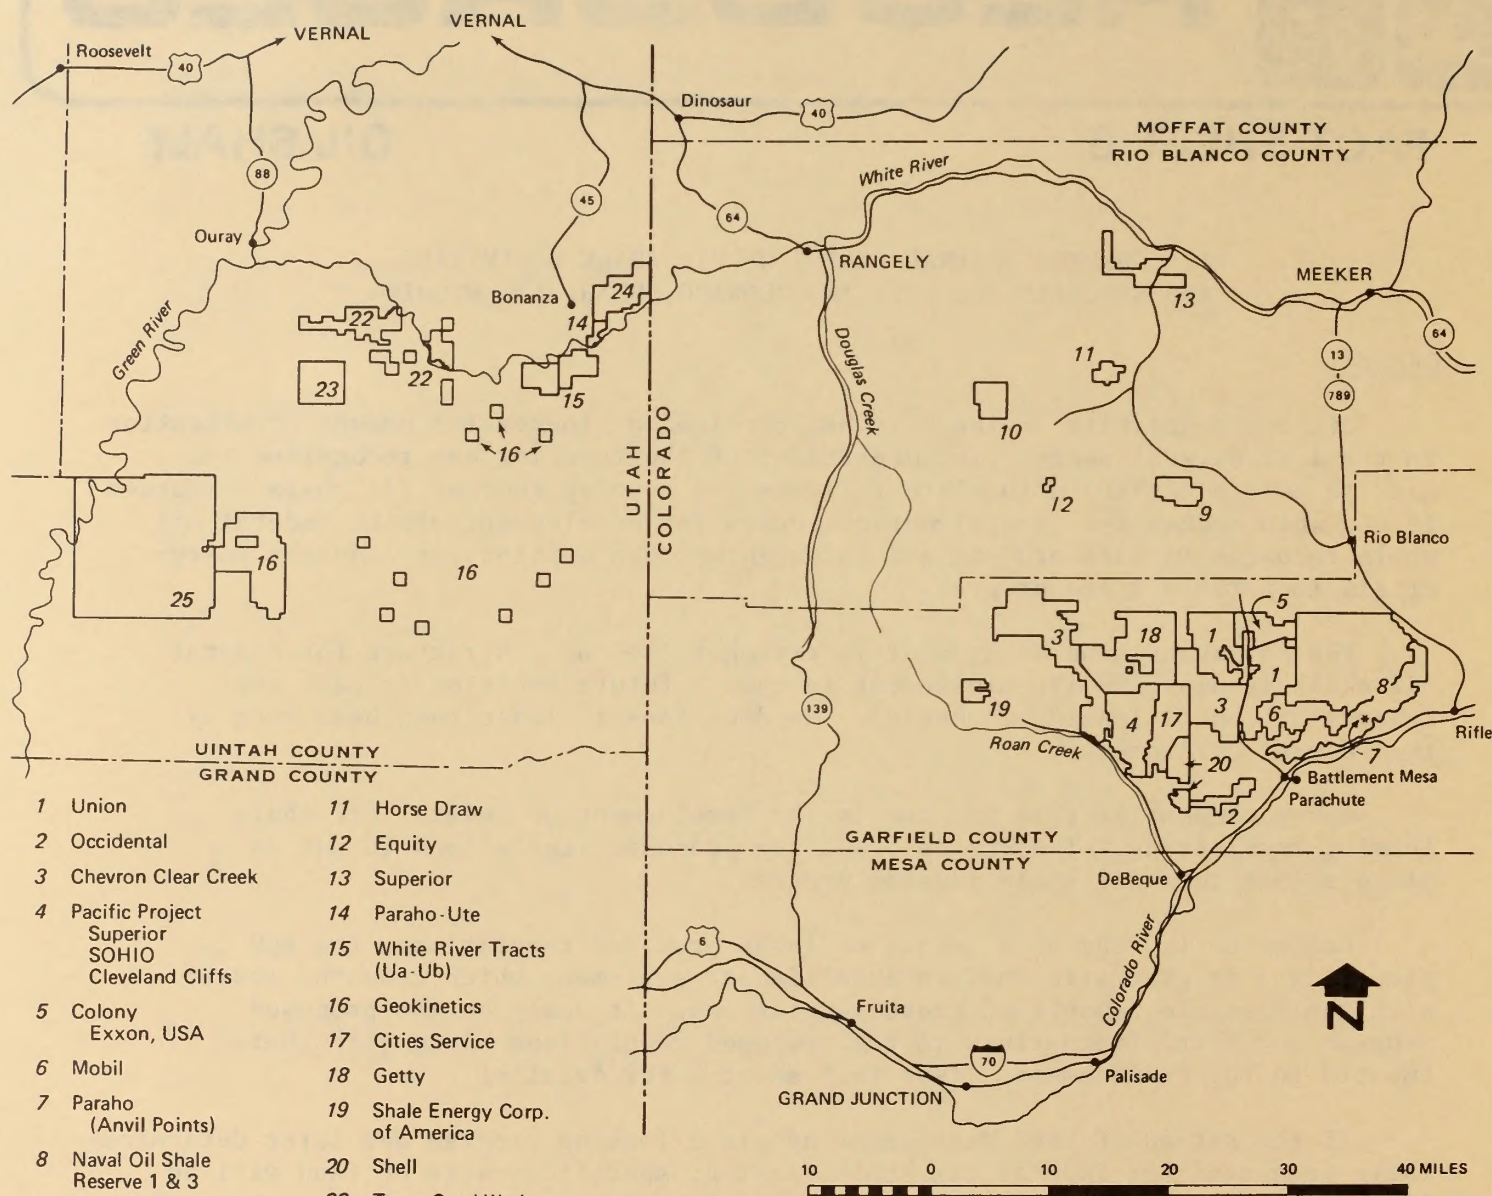 VERNAL
VERNAL
Roosevelt
40
Dinosaur
40
MOFFAT COUNTY
RIO BLANCO COUNTY
White River
88
45
64
Ouray
RANGELY
MEEKER
13
24
Bonanza
14
22
Green River
Douglas Creek
64
13
11
22
23
15
789
10
16
UTAH
COLORADO
12
9
Rio Blanco
16
16
25
5
3
18
1
1
8
19
4
17
3
6
*
Rifle
139
Roan Creek
7
UINTAH COUNTY
GRAND COUNTY
20
Battlement Mesa
Parachute
2
GARFIELD COUNTY
MESA COUNTY
DeBeque
6
Colorado River
Fruita
N
70
Palisade
GRAND JUNCTION
1 Union
2 Occidental
3 Chevron Clear Creek
4 Pacific Project
Superior
SOHIO
Cleveland Cliffs
5 Colony
Exxon, USA
6 Mobil
7 Paraho
(Anvil Points)
8 Naval Oil Shale
Reserve 1 & 3
11 Horse Draw
12 Equity
13 Superior
14 Paraho-Ute
15 White River Tracts
(Ua-Ub)
16 Geokinetics
17 Cities Service
18 Getty
19 Shale Energy Corp.
of America
20 Shell
10 0 10 20 30 40 MILES